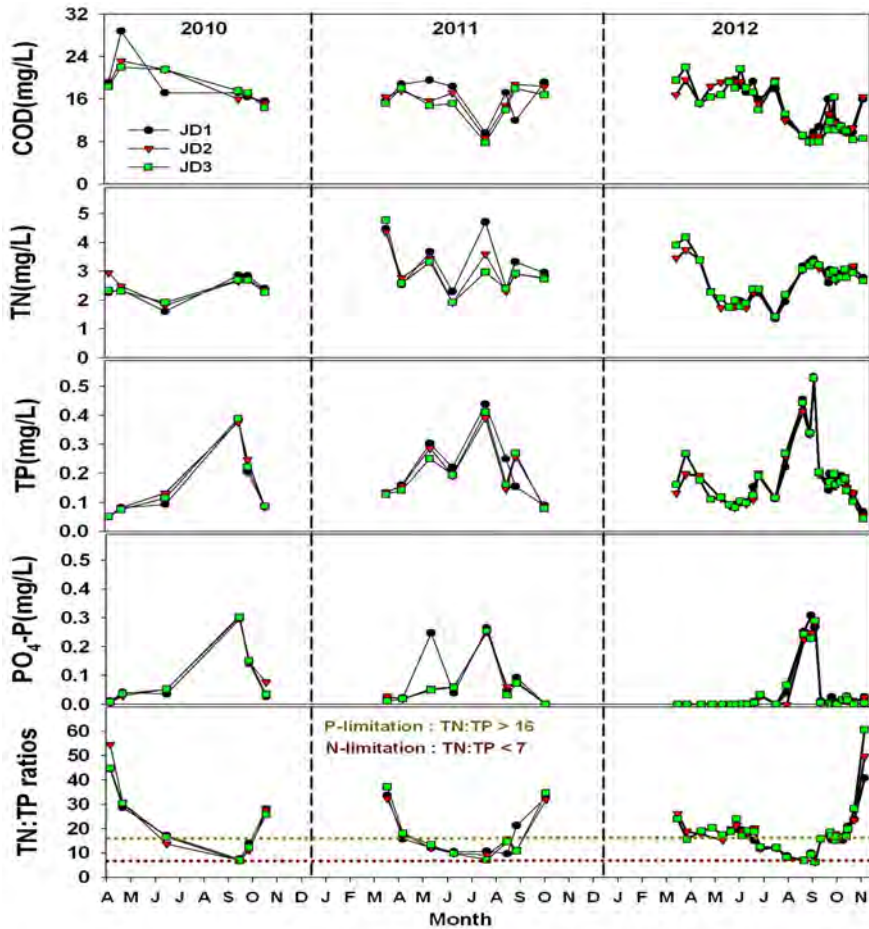 2010 2011 2012
COD(mg/L)
32
24
16
8
0
JD1
JD2
JD3
TN(mg/L)
5
4
3
2
1
0
TP(mg/L)
0.5
0.4
0.3
0.2
0.1
0.0
PO4-P(mg/L)
0.5
0.4
0.3
0.2
0.1
0.0
TN:TP ratios
60
50
40
30
20
10
0
P-limitation : TN:TP > 16
N-limitation : TN:TP < 7
A M J J A S O N D J F M A M J J A S O N D J F M A M J J A S O N
Month